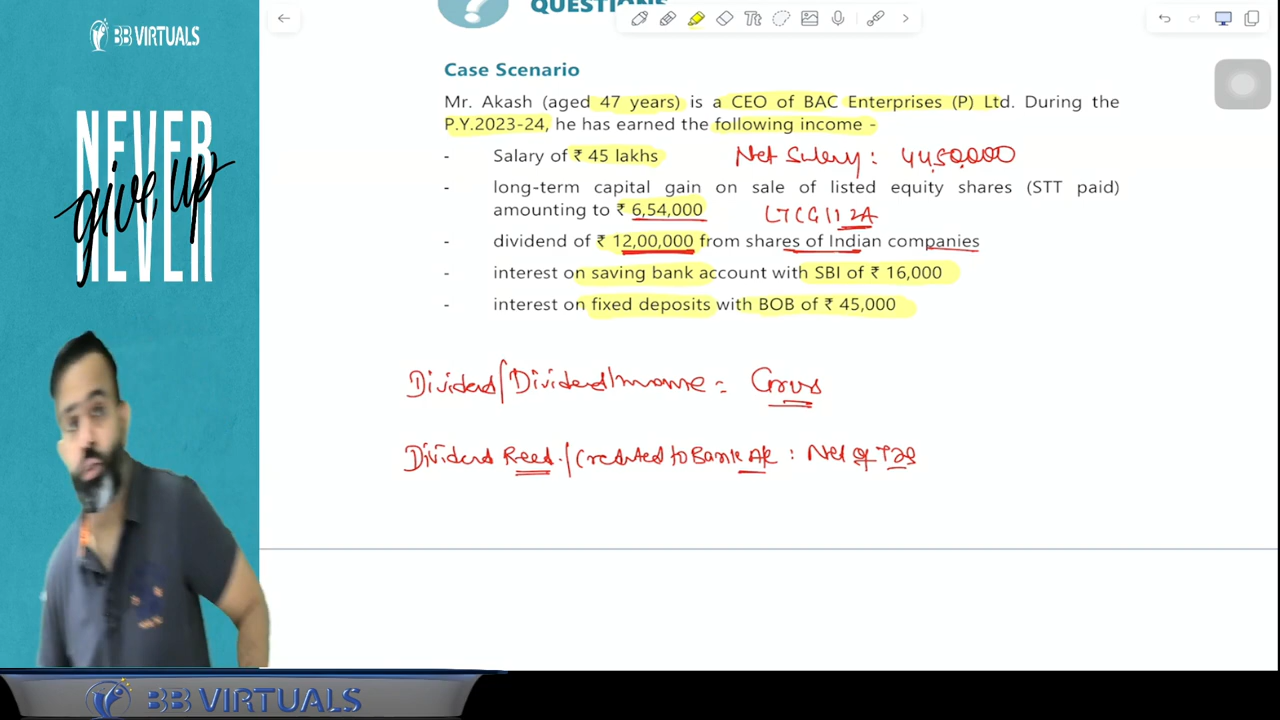 BB VIRTUALS
NEVER
give up
NEVER
QUESTIONS
Case Scenario
Mr. Akash (aged 47 years) is a CEO of BAC Enterprises (P) Ltd. During the
P.Y.2023-24, he has earned the following income -
- Salary of ₹ 45 lakhs Net Salary : 44,50,000
- long-term capital gain on sale of listed equity shares (STT paid)
amounting to ₹ 6,54,000 LTCG112A
- dividend of ₹ 12,00,000 from shares of Indian companies
- interest on saving bank account with SBI of ₹ 16,000
- interest on fixed deposits with BOB of ₹ 45,000
Dividend/Dividend Income = Gross
Dividend Recd./Credited to Bank A/c : Net of TDS
BB VIRTUALS